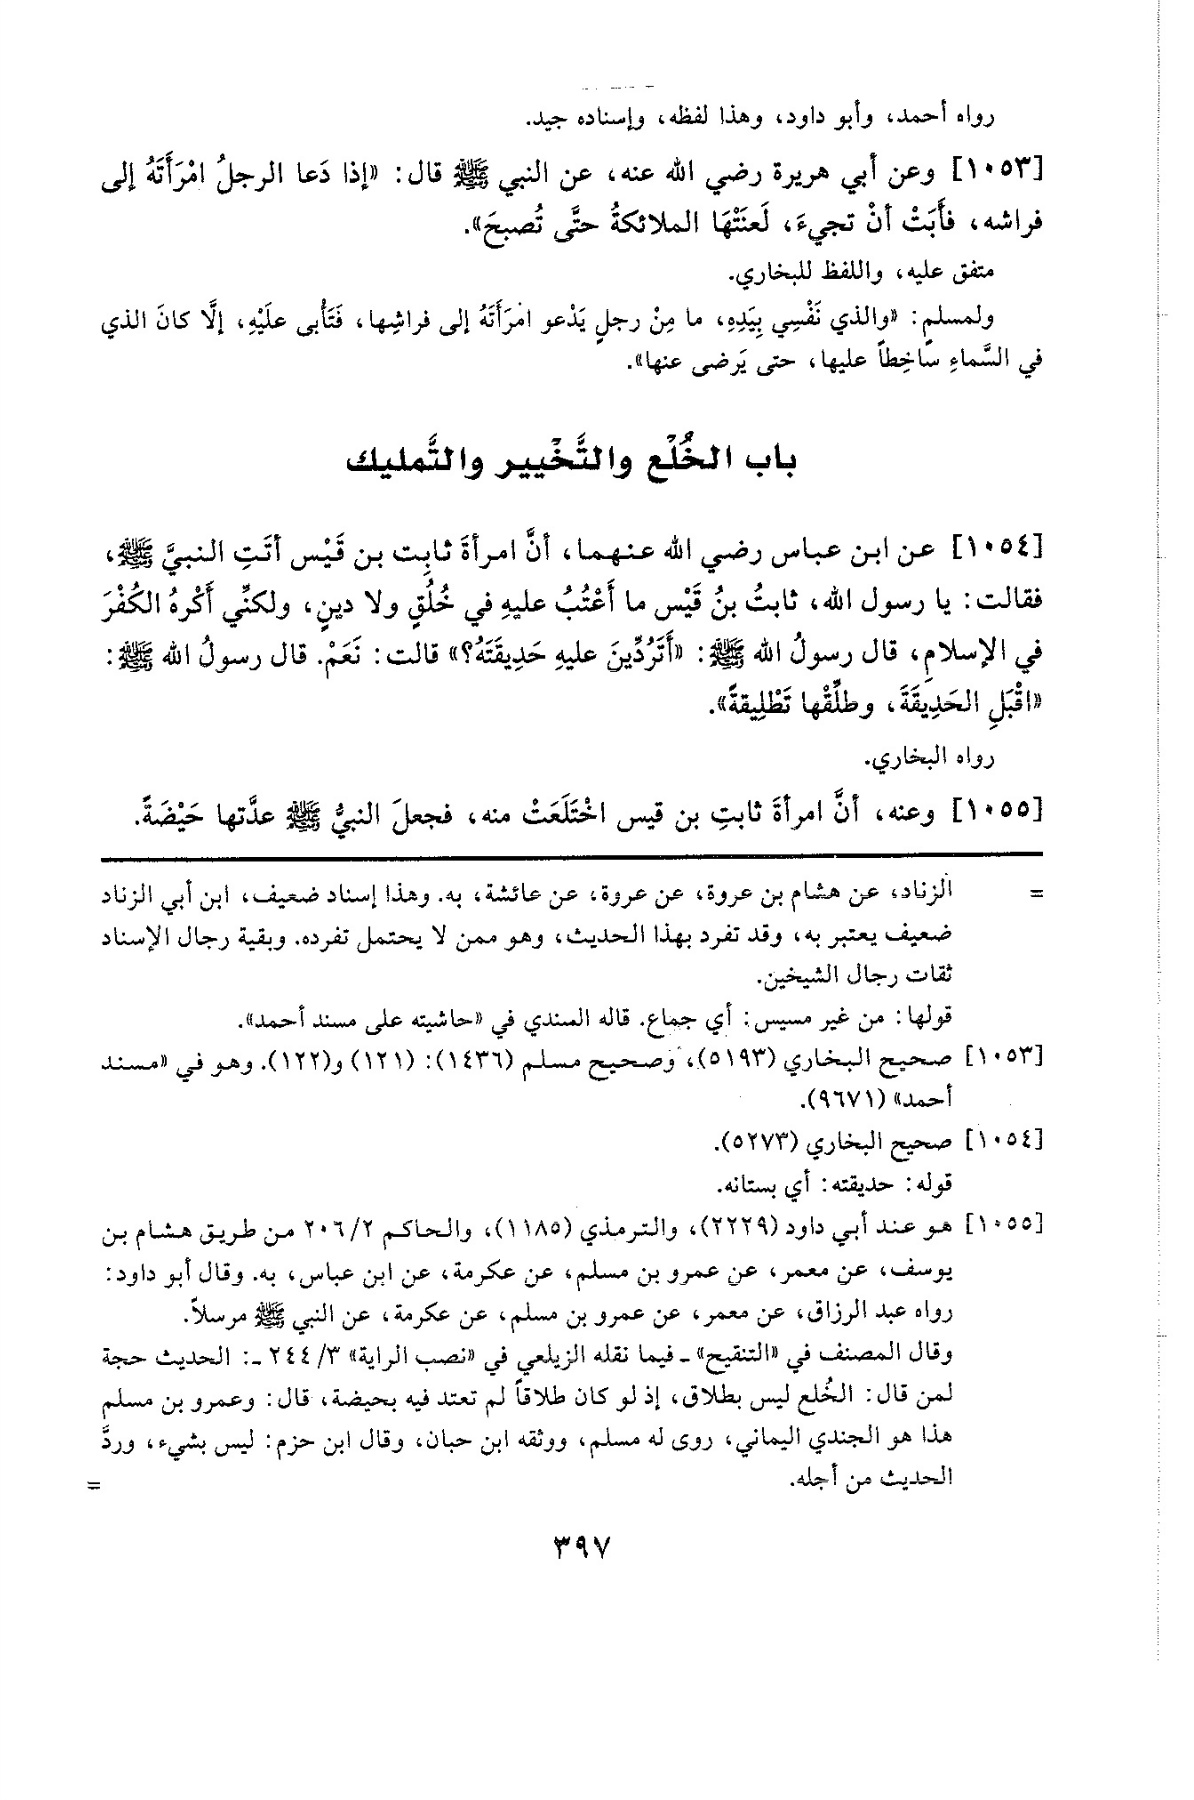 رواه أحمد، وأبو داود، وهذا لفظه، وإسناده جيد.
[١٠٥٣] وعن أبي هريرة رضي الله عنه، عن النبي ﷺ قال: «إذا دَعا الرجلُ امْرَأَتَهُ إلى
فراشه، فأَبَتْ أنْ تجيءَ، لَعنَتْهَا الملائكةُ حتَّى تُصبحَ».
متفق عليه، واللفظ للبخاري.
ولمسلمٍ: «والذي نَفْسِي بِيَدِهِ، ما مِنْ رجلٍ يَدْعو امرَأَتَهُ إلى فراشِها، فَتَأْبى علَيْهِ، إلَّا كانَ الذي
في السَّماءِ سَاخِطاً عليها، حتى يَرضى عنها».
باب الخُلْع والتَّخْيير والتَّمليك
[١٠٥٤] عن ابن عباس رضي الله عنهما، أنَّ امرأةَ ثابِت بن قَيْس أتَتِ النبيَّ ﷺ،
فقالت: يا رسول الله، ثابتُ بنُ قَيْس ما أَعْتُبُ عليهِ في خُلُقٍ ولا دينٍ، ولكنِّي أَكْرهُ الكُفْرَ
في الإسلامِ، قال رسولُ الله ﷺ: «أَتَرُدِّينَ عليهِ حَدِيقَتَهُ؟» قالت: نَعَمْ. قال رسولُ الله ﷺ:
«اقْبَلِ الحَدِيقَةَ، وطلِّقْها تَطْلِيقةً».
رواه البخاري.
[١٠٥٥] وعنه، أنَّ امرأةَ ثابتِ بن قيس اخْتَلَعَتْ منه، فجعلَ النبيُّ ﷺ عدَّتها حَيْضَةً.
= الزناد، عن هشام بن عروة، عن عروة، عن عائشة، به. وهذا إسناد ضعيف، ابن أبي الزناد
ضعيف يعتبر به، وقد تفرد بهذا الحديث، وهو ممن لا يحتمل تفرده. وبقية رجال الإسناد
ثقات رجال الشيخين.
قولها: من غير مسيس: أي جماع. قاله السندي في «حاشيته على مسند أحمد».
[١٠٥٣] صحيح البخاري (٥١٩٣)، وصحيح مسلم (١٤٣٦): (١٢١) و(١٢٢). وهو في «مسند
أحمد» (٩٦٧١).
[١٠٥٤] صحيح البخاري (٥٢٧٣).
قوله: حديقته: أي بستانه.
[١٠٥٥] هو عند أبي داود (٢٢٢٩)، والترمذي (١١٨٥)، والحاكم ٢/ ٢٠٦ من طريق هشام بن
يوسف، عن معمر، عن عمرو بن مسلم، عن عكرمة، عن ابن عباس، به. وقال أبو داود:
رواه عبد الرزاق، عن معمر، عن عمرو بن مسلم، عن عكرمة، عن النبي ﷺ مرسلاً.
وقال المصنف في «التنقيح» ـ فيما نقله الزيلعي في «نصب الراية» ٣/ ٢٤٤ ـ: الحديث حجة
لمن قال: الخُلع ليس بطلاق، إذ لو كان طلاقاً لم تعتد فيه بحيضة، قال: وعمرو بن مسلم
هذا هو الجندي اليماني، روى له مسلم، ووثقه ابن حبان، وقال ابن حزم: ليس بشيء، وردَّ
الحديث من أجله. =
٣٩٧